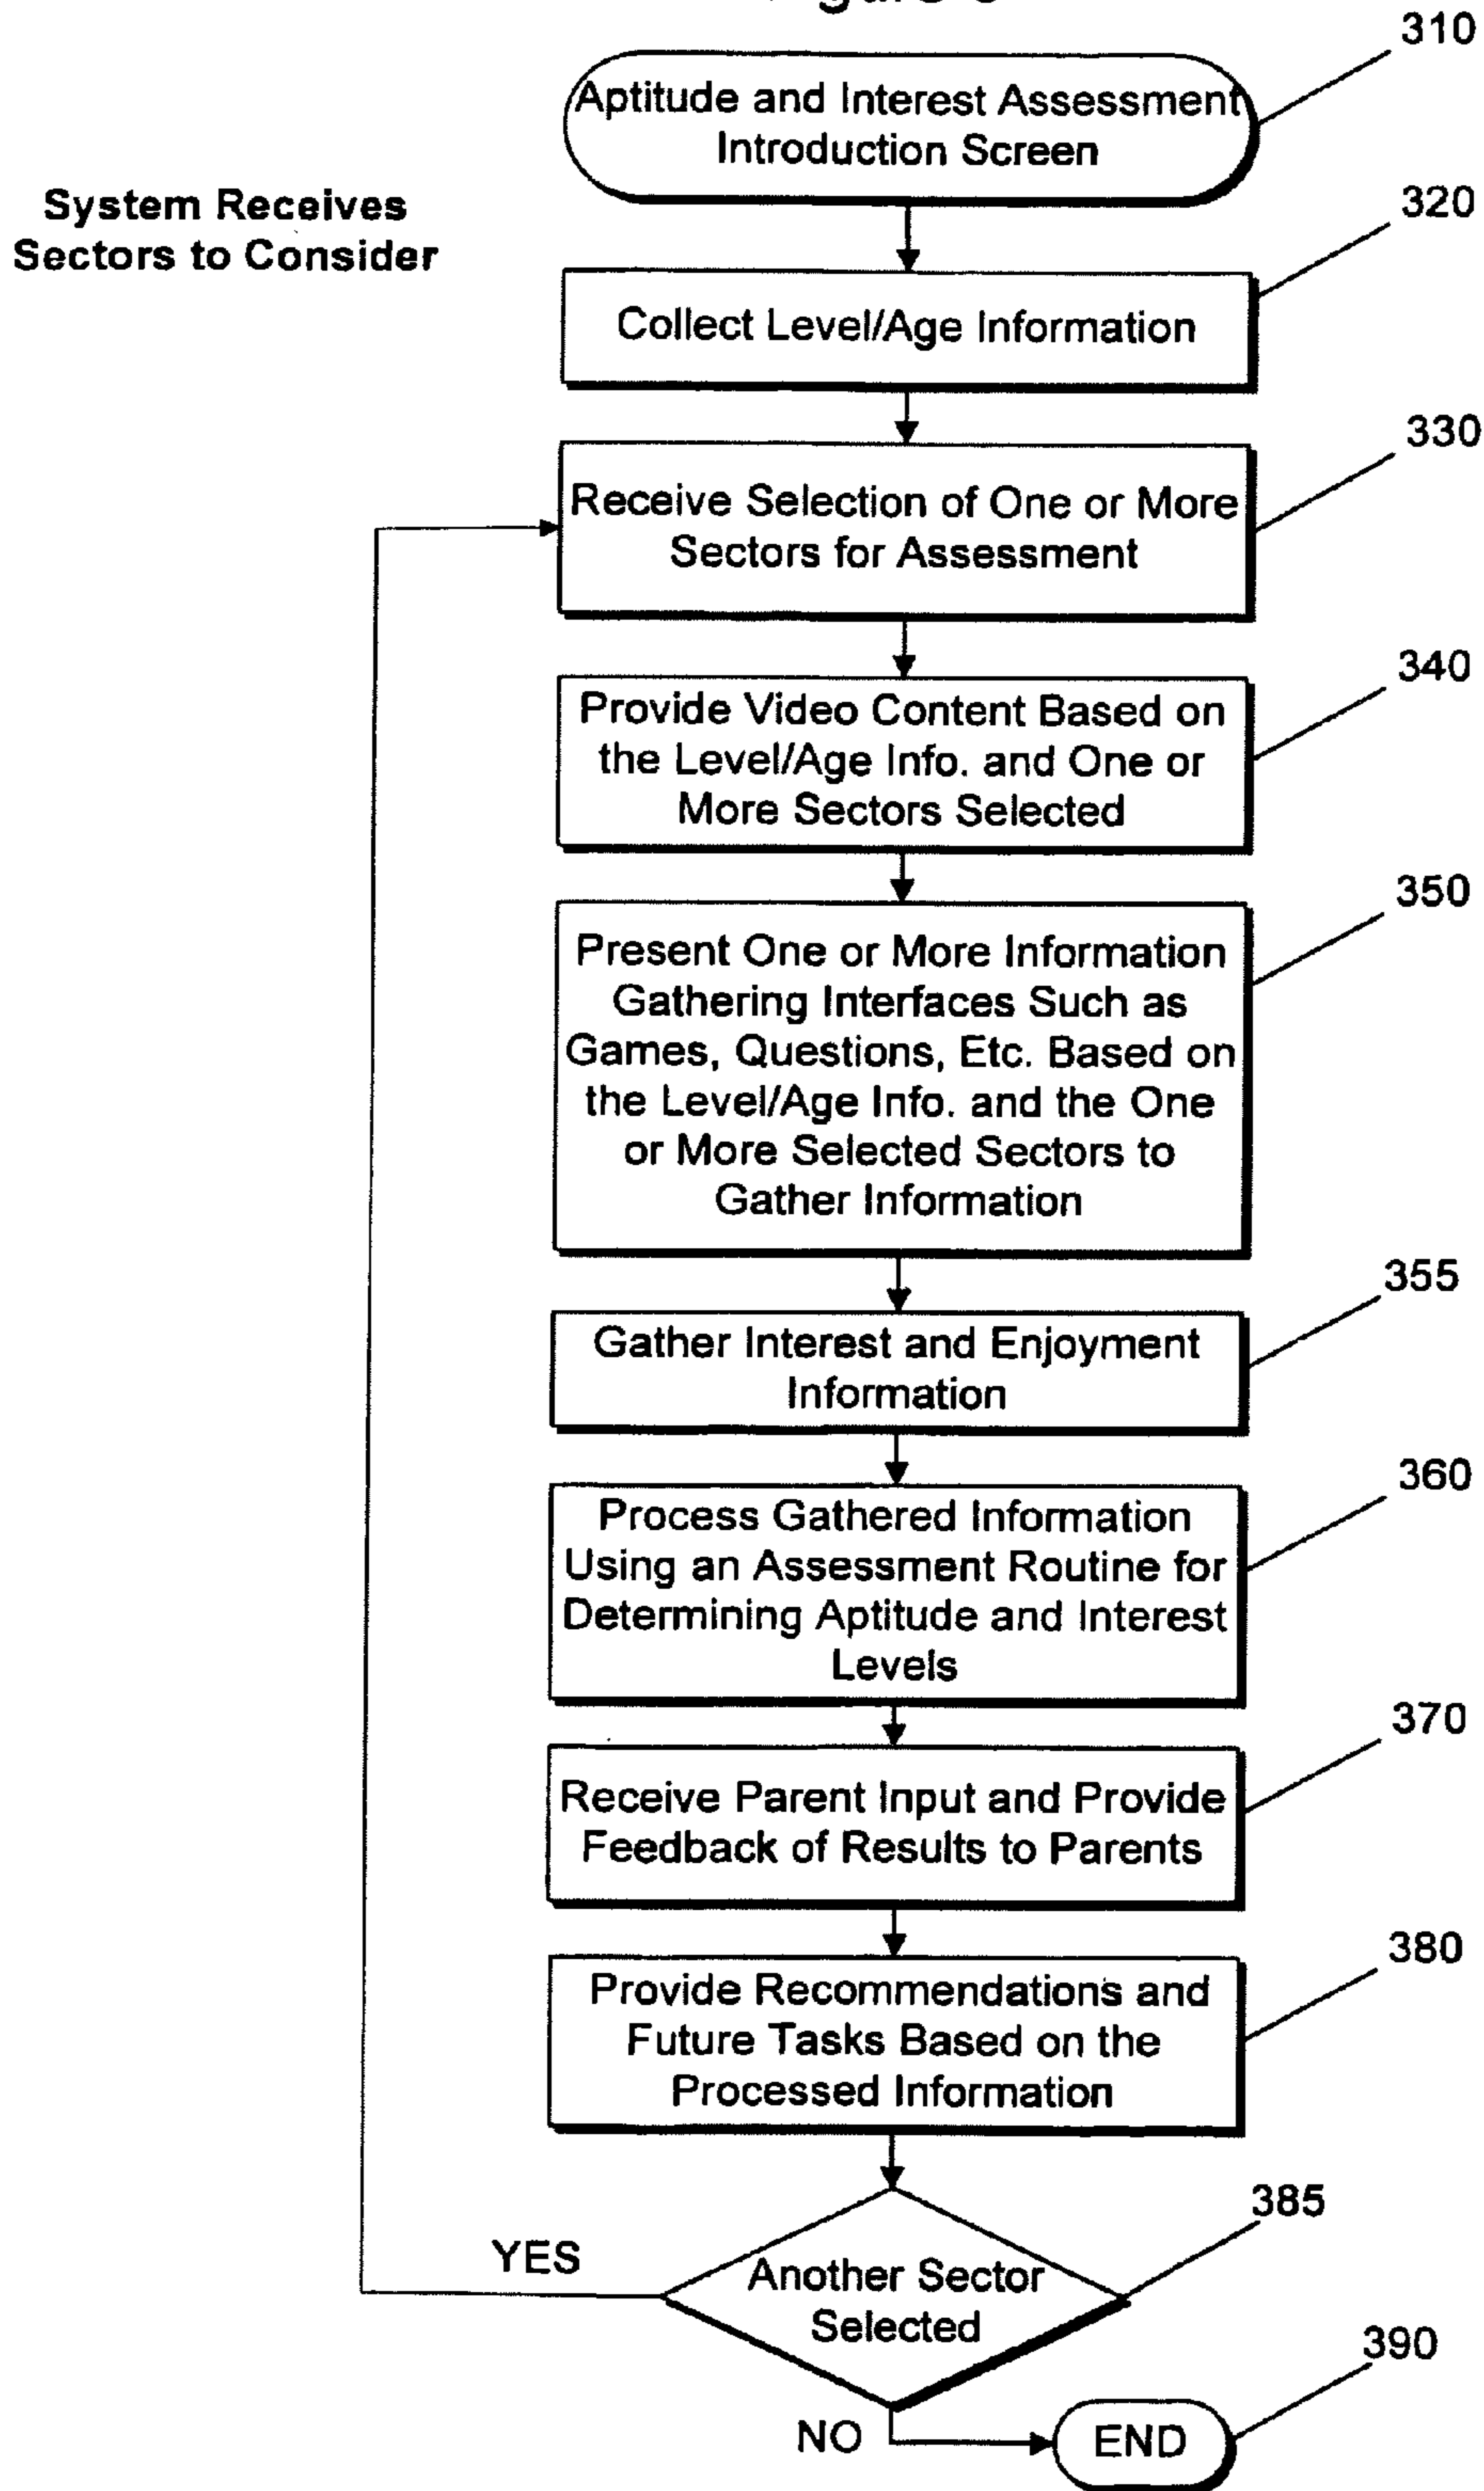 310
Aptitude and Interest Assessment
Introduction Screen
System Receives
Sectors to Consider
320
Collect Level/Age Information
330
Receive Selection of One or More
Sectors for Assessment
340
Provide Video Content Based on
the Level/Age Info. and One or
More Sectors Selected
350
Present One or More Information
Gathering Interfaces Such as
Games, Questions, Etc. Based on
the Level/Age Info. and the One
or More Selected Sectors to
Gather Information
355
Gather Interest and Enjoyment
Information
360
Process Gathered Information
Using an Assessment Routine for
Determining Aptitude and Interest
Levels
370
Receive Parent Input and Provide
Feedback of Results to Parents
380
Provide Recommendations and
Future Tasks Based on the
Processed Information
385
YES
Another Sector
Selected
390
NO
END